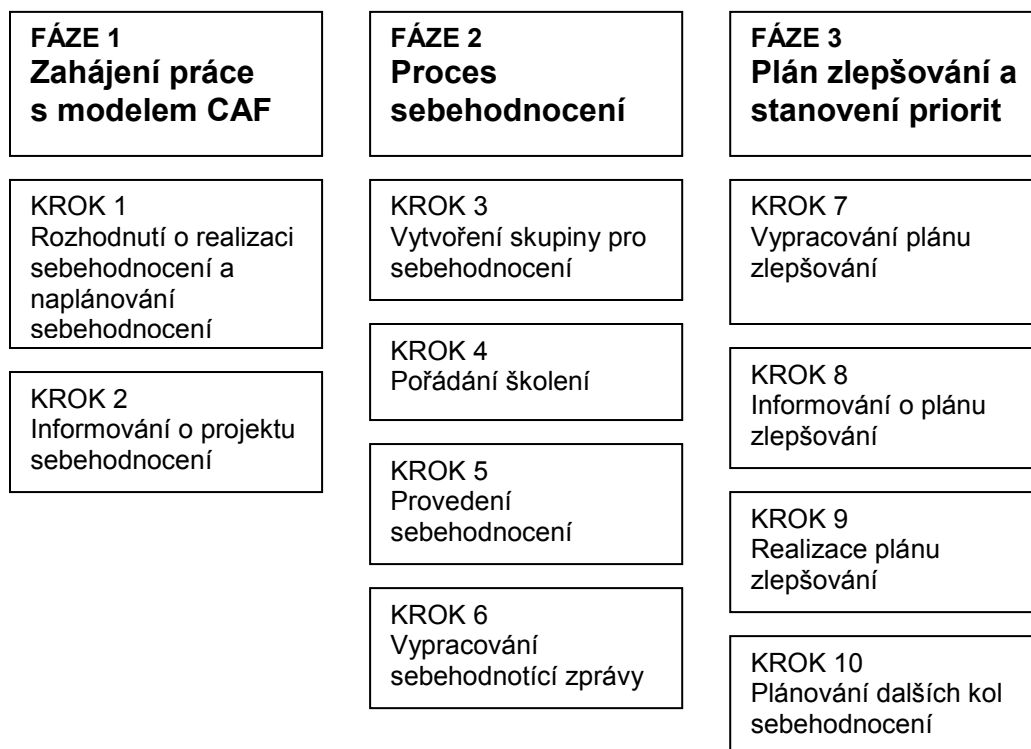 FÁZE 1
Zahájení práce
s modelem CAF
KROK 1
Rozhodnutí o realizaci
sebehodnocení a
naplánování
sebehodnocení
KROK 2
Informování o projektu
sebehodnocení
FÁZE 2
Proces
sebehodnocení
KROK 3
Vytvoření skupiny pro
sebehodnocení
KROK 4
Pořádání školení
KROK 5
Provedení
sebehodnocení
KROK 6
Vypracování
sebehodnotící zprávy
FÁZE 3
Plán zlepšování a
stanovení priorit
KROK 7
Vypracování plánu
zlepšování
KROK 8
Informování o plánu
zlepšování
KROK 9
Realizace plánu
zlepšování
KROK 10
Plánování dalších kol
sebehodnocení